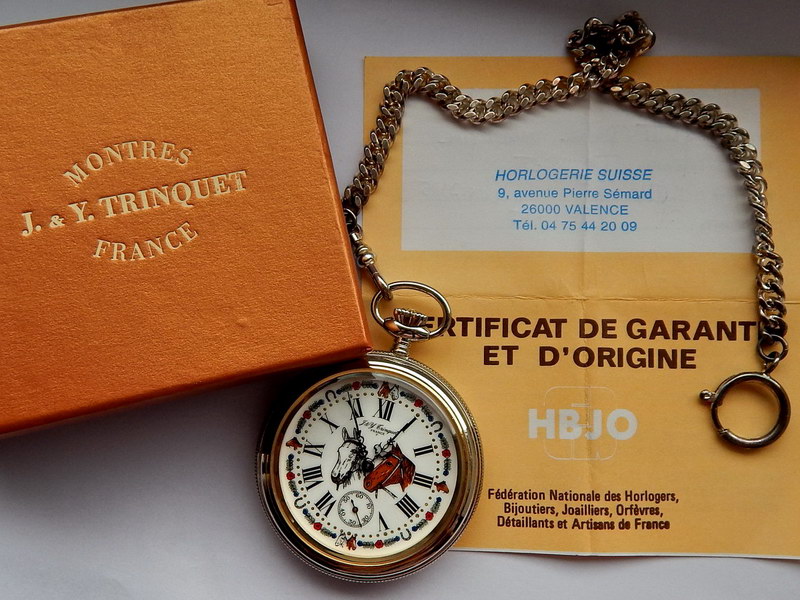 MONTRES
J. & Y. TRINQUET
FRANCE
HORLOGERIE SUISSE
9, avenue Pierre Sémard
26000 VALENCE
Tél. 04 75 44 20 09
ERTIFICAT DE GARANT
ET D'ORIGINE
HBJO
Fédération Nationale des Horlogers,
Bijoutiers, Joailliers, Orfèvres,
Détaillants et Artisans de France